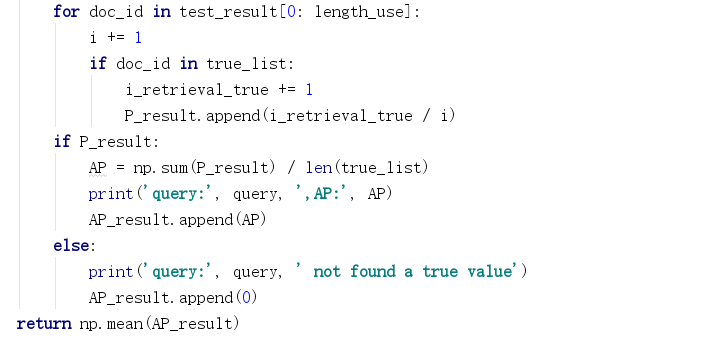 for doc_id in test_result[0: length_use]:
    i += 1
    if doc_id in true_list:
        i_retrieval_true += 1
        P_result.append(i_retrieval_true / i)
if P_result:
    AP = np.sum(P_result) / len(true_list)
    print('query:', query, ',AP:', AP)
    AP_result.append(AP)
else:
    print('query:', query, ' not found a true value')
    AP_result.append(0)
return np.mean(AP_result)